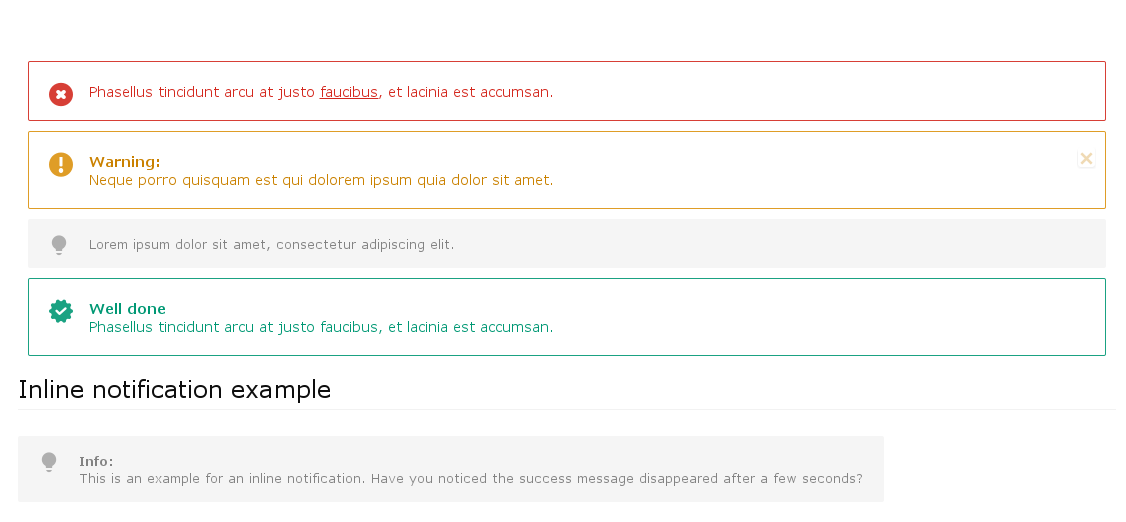 Phasellus tincidunt arcu at justo faucibus, et lacinia est accumsan.
Warning:
Neque porro quisquam est qui dolorem ipsum quia dolor sit amet.
Lorem ipsum dolor sit amet, consectetur adipiscing elit.
Well done
Phasellus tincidunt arcu at justo faucibus, et lacinia est accumsan.
Inline notification example
Info:
This is an example for an inline notification. Have you noticed the success message disappeared after a few seconds?